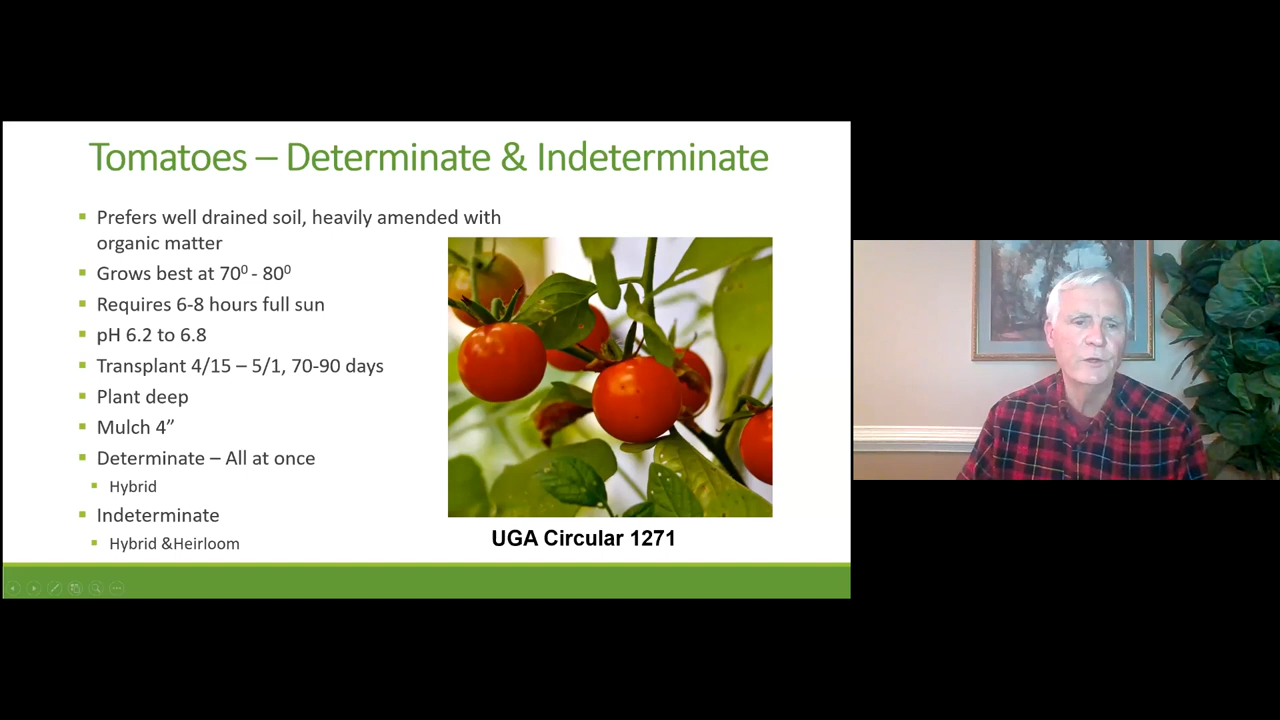 Tomatoes – Determinate & Indeterminate
Prefers well drained soil, heavily amended with
organic matter
Grows best at 70⁰ - 80⁰
Requires 6-8 hours full sun
pH 6.2 to 6.8
Transplant 4/15 – 5/1, 70-90 days
Plant deep
Mulch 4”
Determinate – All at once
Hybrid
Indeterminate
Hybrid &Heirloom
UGA Circular 1271